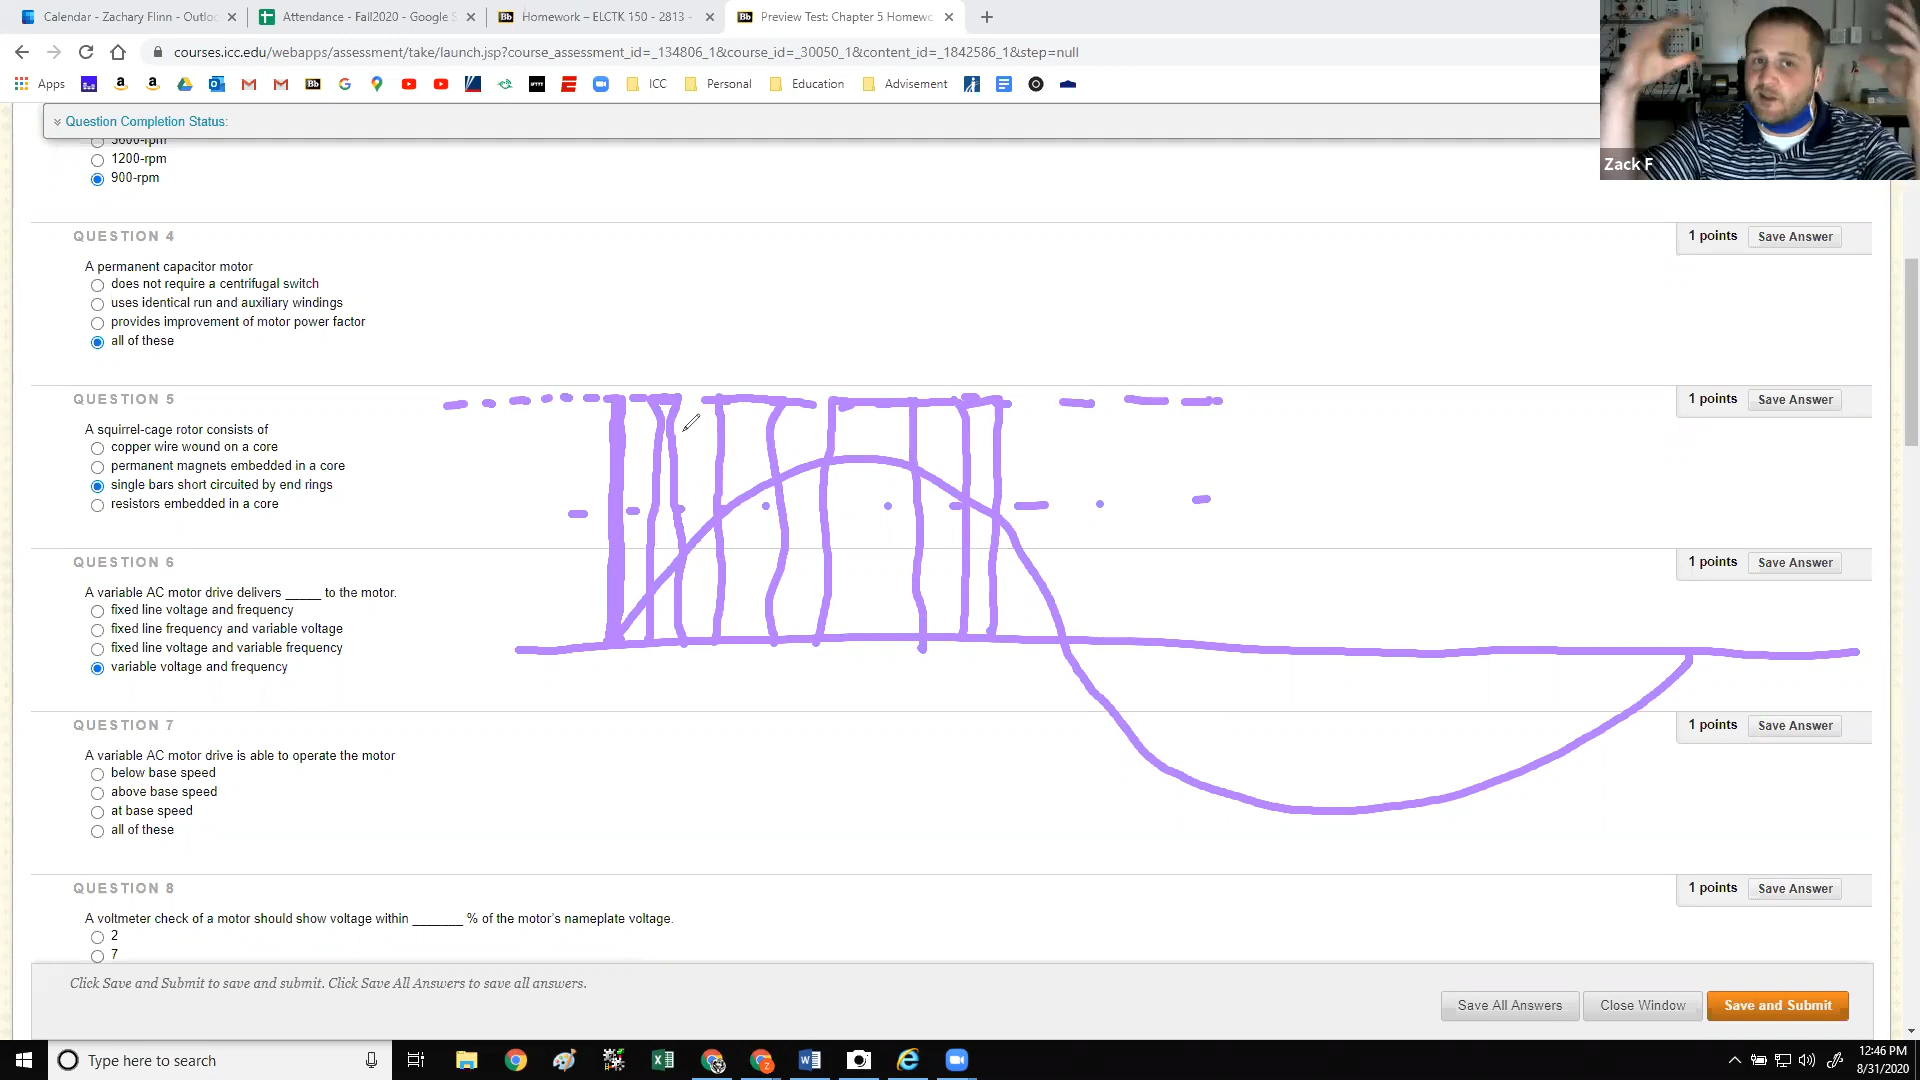 Calendar - Zachary Flinn - Outlo
Attendance - Fall2020 - Google S
Homework – ELCTK 150 - 2813 -
Preview Test: Chapter 5 Homewo
courses.icc.edu/webapps/assessment/take/launch.jsp?course_assessment_id=_134806_1&course_id=_30050_1&content_id=_1842586_1&step=null
Apps
ICC
Personal
Education
Advisement
Zack F
Question Completion Status:
3600-rpm
1200-rpm
900-rpm
QUESTION 4
1 points
Save Answer
A permanent capacitor motor
does not require a centrifugal switch
uses identical run and auxiliary windings
provides improvement of motor power factor
all of these
QUESTION 5
1 points
Save Answer
A squirrel-cage rotor consists of
copper wire wound on a core
permanent magnets embedded in a core
single bars short circuited by end rings
resistors embedded in a core
QUESTION 6
1 points
Save Answer
A variable AC motor drive delivers _____ to the motor.
fixed line voltage and frequency
fixed line frequency and variable voltage
fixed line voltage and variable frequency
variable voltage and frequency
QUESTION 7
1 points
Save Answer
A variable AC motor drive is able to operate the motor
below base speed
above base speed
at base speed
all of these
QUESTION 8
1 points
Save Answer
A voltmeter check of a motor should show voltage within _______ % of the motor's nameplate voltage.
2
7
Click Save and Submit to save and submit. Click Save All Answers to save all answers.
Save All Answers
Close Window
Save and Submit
Type here to search
12:46 PM
8/31/2020